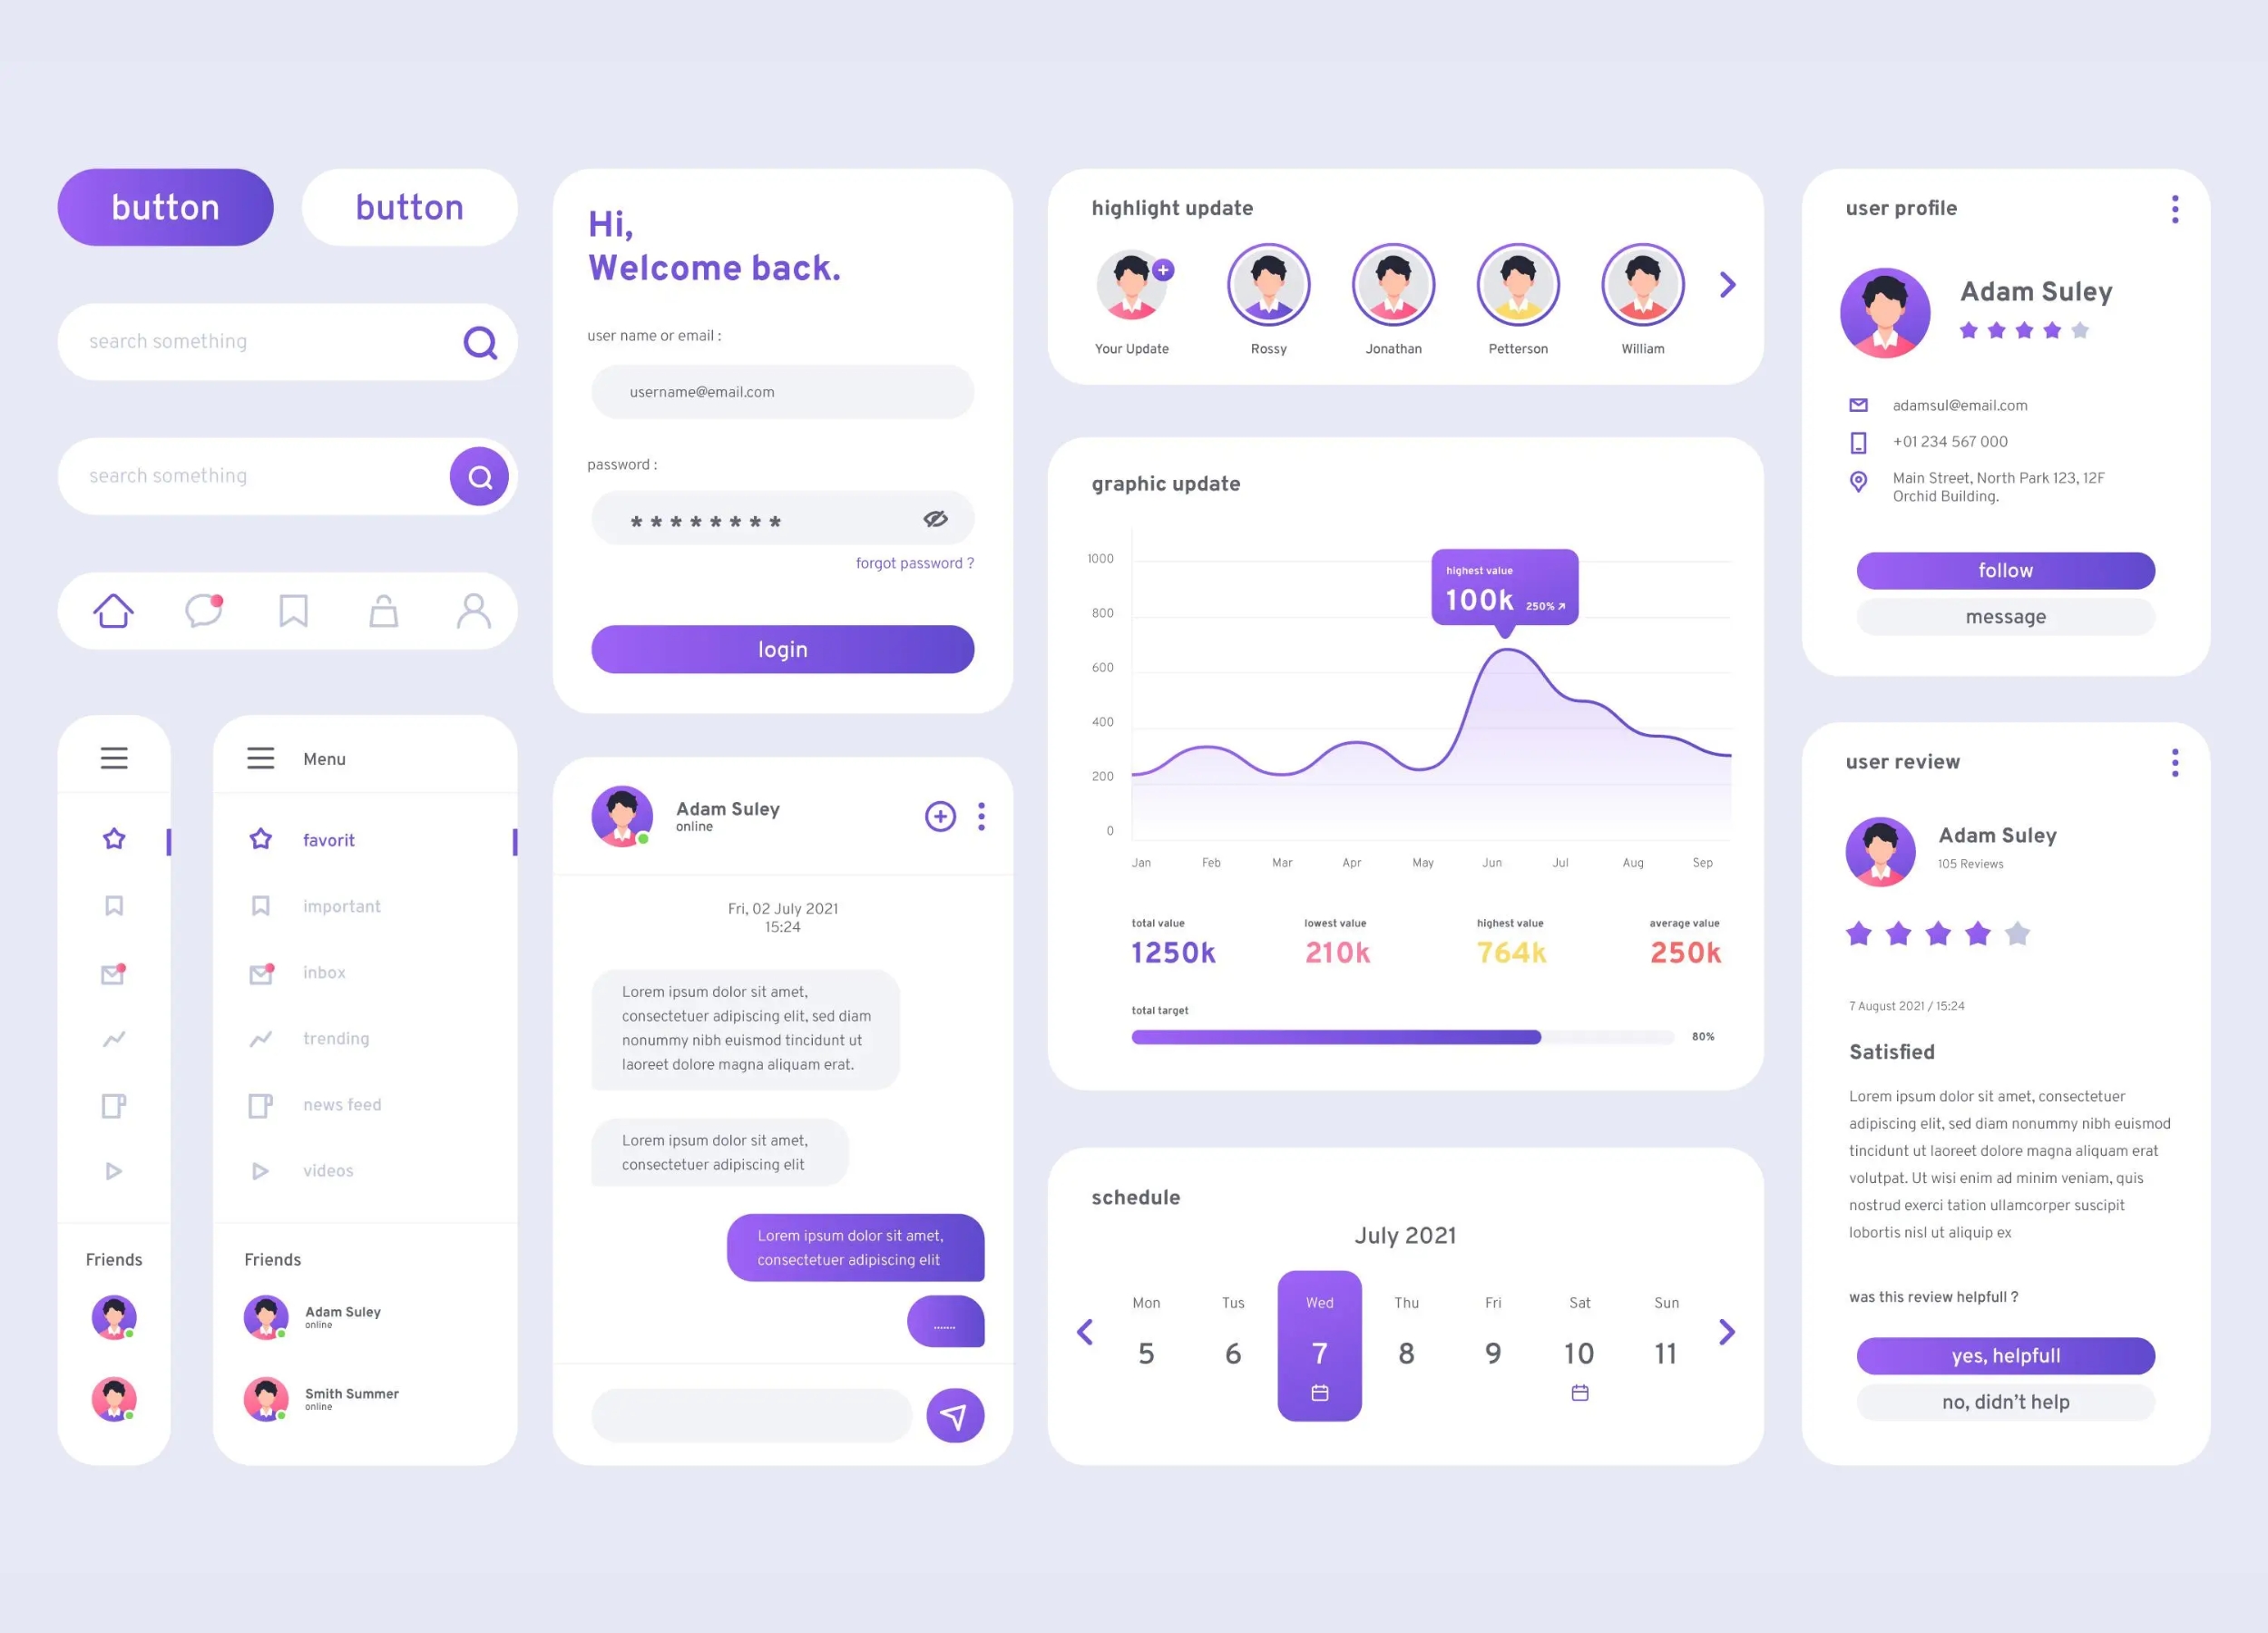 button
button
search something
search something
Menu
favorit
important
inbox
trending
news feed
videos
Friends
Friends
Adam Suley
online
Smith Summer
online
Hi,
Welcome back.
user name or email :
username@email.com
password :
* * * * * * * *
forgot password ?
login
Adam Suley
online
Fri, 02 July 2021
15:24
Lorem ipsum dolor sit amet,
consectetuer adipiscing elit, sed diam
nonummy nibh euismod tincidunt ut
laoreet dolore magna aliquam erat.
Lorem ipsum dolor sit amet,
consectetuer adipiscing elit
Lorem ipsum dolor sit amet,
consectetuer adipiscing elit
.......
highlight update
Your Update
Rossy
Jonathan
Petterson
William
graphic update
1000
800
600
400
200
0
highest value
100k 250%
Jan Feb Mar Apr May Jun Jul Aug Sep
total value lowest value highest value average value
1250k 210k 764k 250k
total target
80%
schedule
July 2021
Mon Tus Wed Thu Fri Sat Sun
5 6 7 8 9 10 11
user profile
Adam Suley
adamsul@email.com
+01 234 567 000
Main Street, North Park 123, 12F
Orchid Building.
follow
message
user review
Adam Suley
105 Reviews
7 August 2021 / 15:24
Satisfied
Lorem ipsum dolor sit amet, consectetuer
adipiscing elit, sed diam nonummy nibh euismod
tincidunt ut laoreet dolore magna aliquam erat
volutpat. Ut wisi enim ad minim veniam, quis
nostrud exerci tation ullamcorper suscipit
lobortis nisl ut aliquip ex
was this review helpfull ?
yes, helpfull
no, didn't help